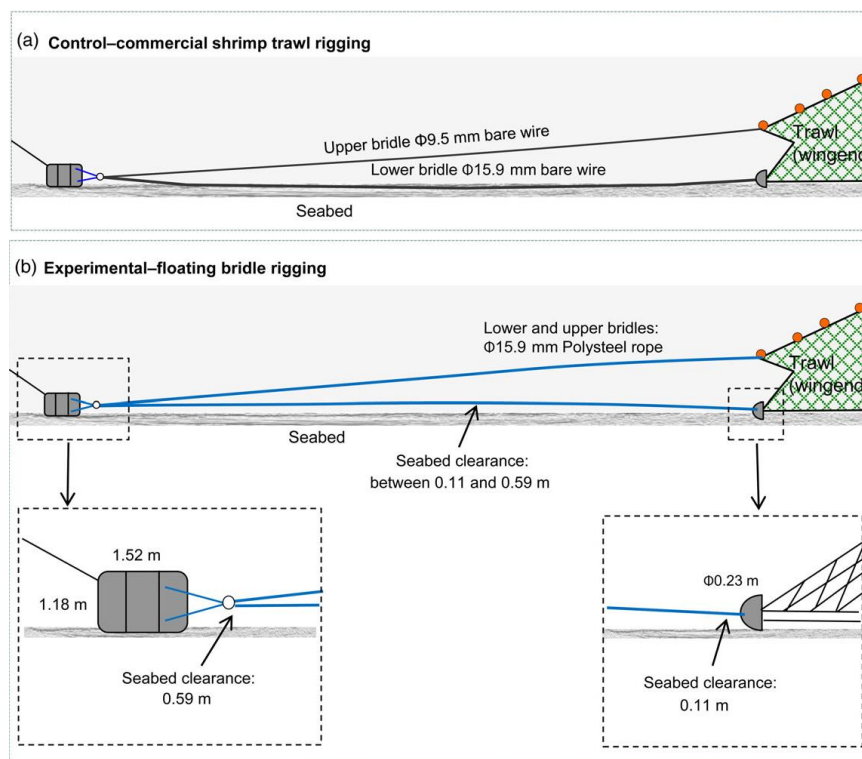 (a) Control–commercial shrimp trawl rigging
Upper bridle Φ9.5 mm bare wire
Trawl
(wingend
Lower bridle Φ15.9 mm bare wire
Seabed
(b) Experimental–floating bridle rigging
Lower and upper bridles:
Φ15.9 mm Polysteel rope
Trawl
(wingend
Seabed
Seabed clearance:
between 0.11 and 0.59 m
1.52 m
1.18 m
Seabed clearance:
0.59 m
Φ0.23 m
Seabed clearance:
0.11 m